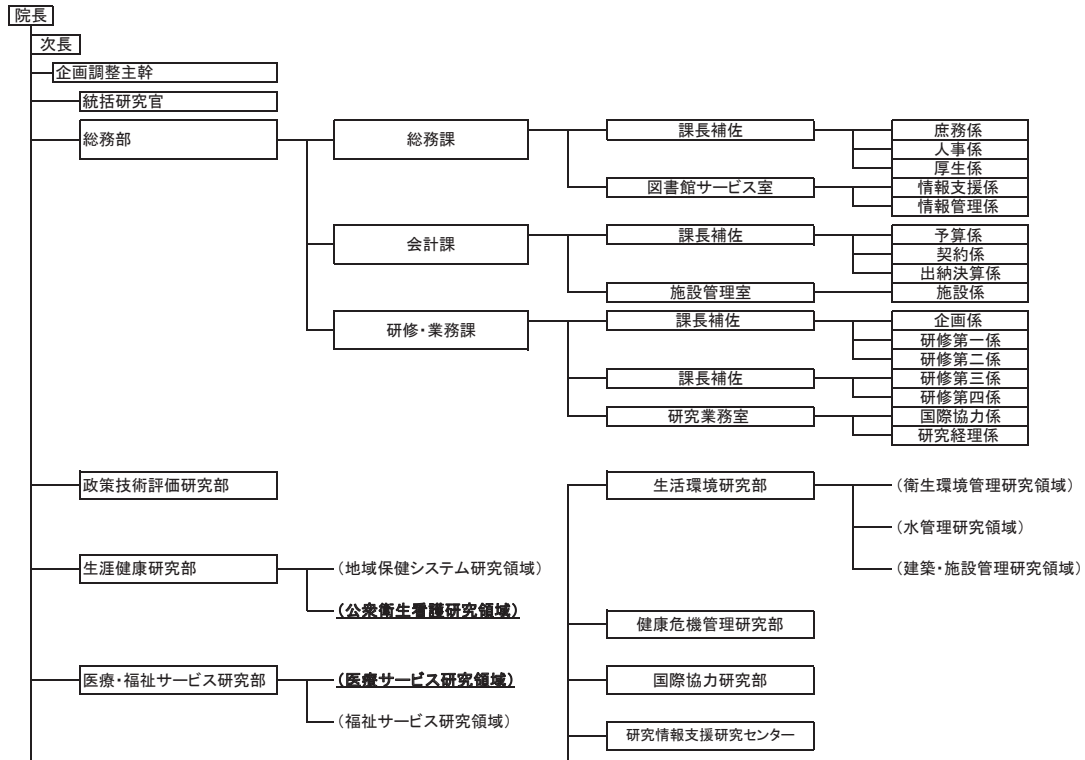 院長
次長
企画調整主幹
統括研究官
総務部
総務課
課長補佐
庶務係
人事係
厚生係
図書館サービス室
情報支援係
情報管理係
会計課
課長補佐
予算係
契約係
出納決算係
施設管理室
施設係
研修・業務課
課長補佐
企画係
研修第一係
研修第二係
課長補佐
研修第三係
研修第四係
研究業務室
国際協力係
研究経理係
政策技術評価研究部
生涯健康研究部
(地域保健システム研究領域)
(公衆衛生看護研究領域)
医療・福祉サービス研究部
(医療サービス研究領域)
(福祉サービス研究領域)
生活環境研究部
(衛生環境管理研究領域)
(水管理研究領域)
(建築・施設管理研究領域)
健康危機管理研究部
国際協力研究部
研究情報支援研究センター